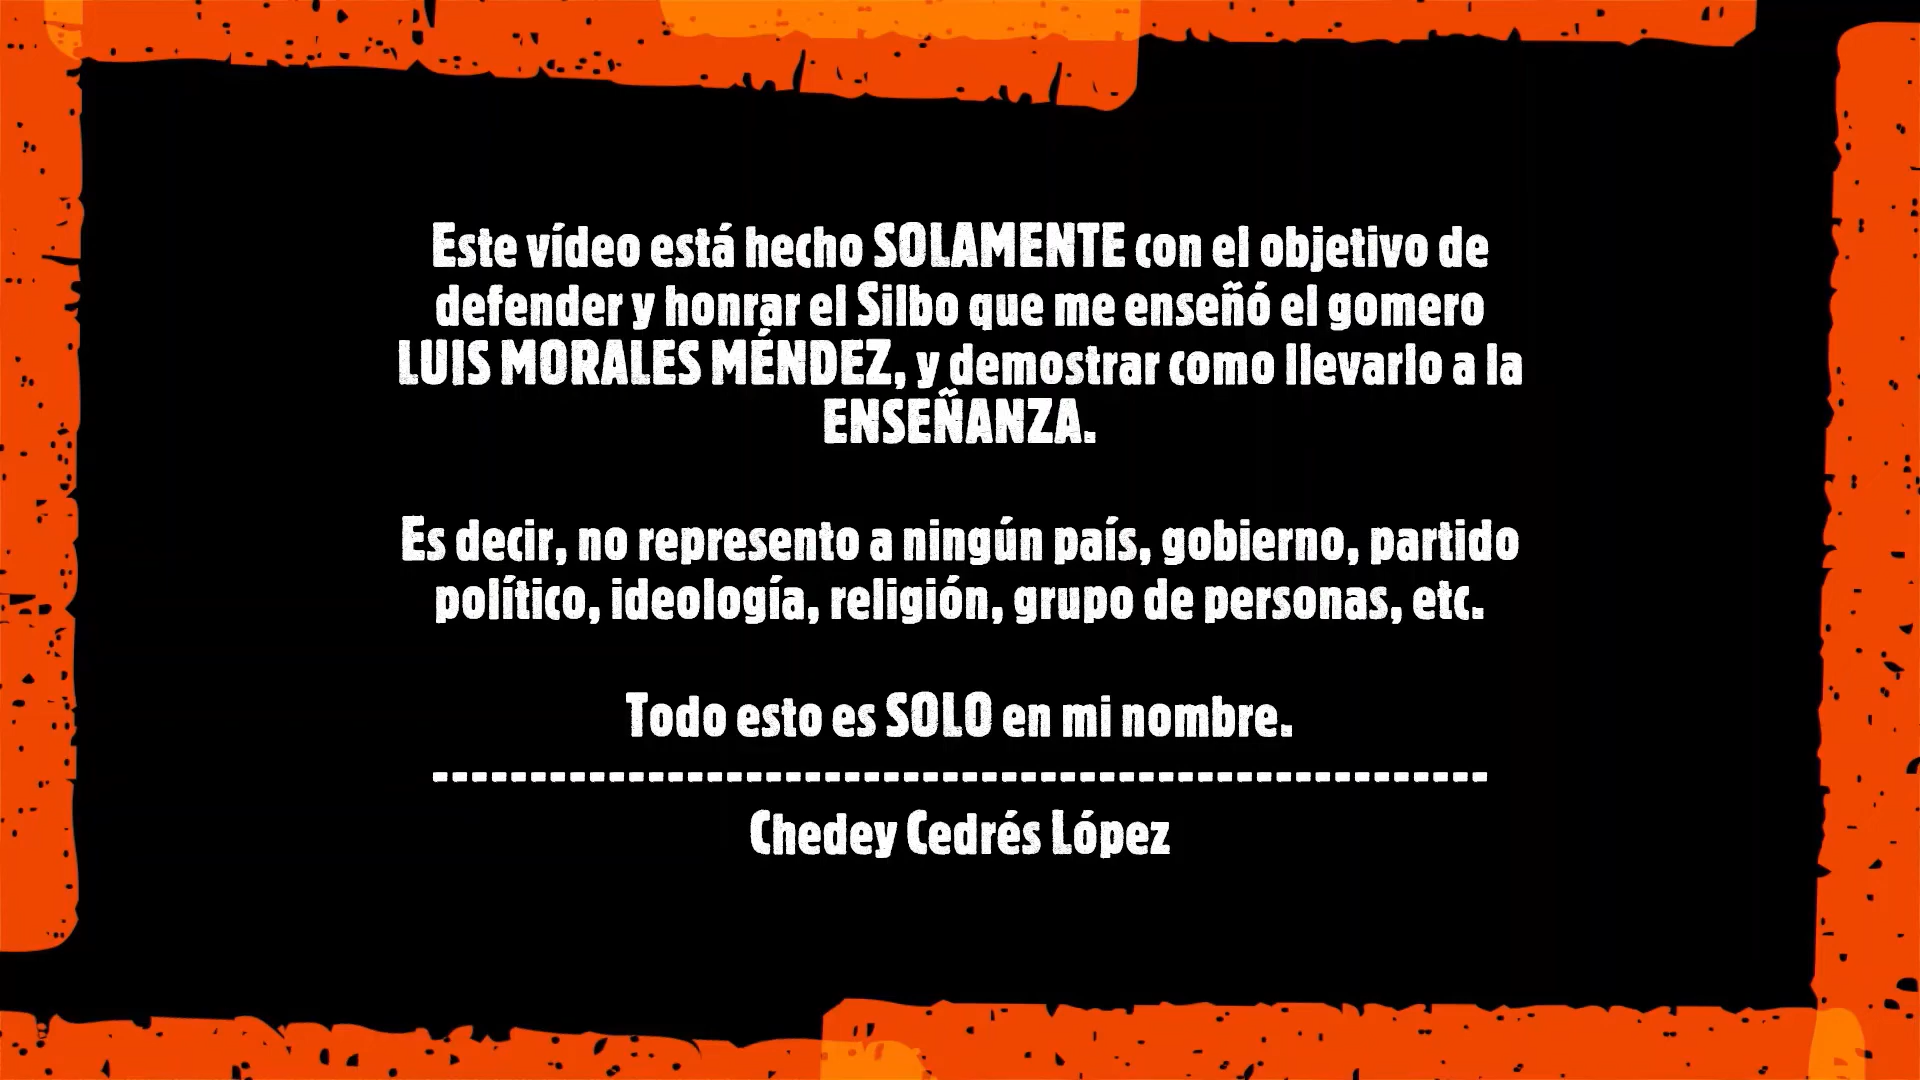 Este vídeo está hecho SOLAMENTE con el objetivo de
defender y honrar el Silbo que me enseñó el gomero
LUIS MORALES MÉNDEZ, y demostrar como llevarlo a la
ENSEÑANZA.
Es decir, no represento a ningún país, gobierno, partido
político, ideología, religión, grupo de personas, etc.
Todo esto es SOLO en mi nombre.
-------------------------------------------------------
Chedey Cedrés López